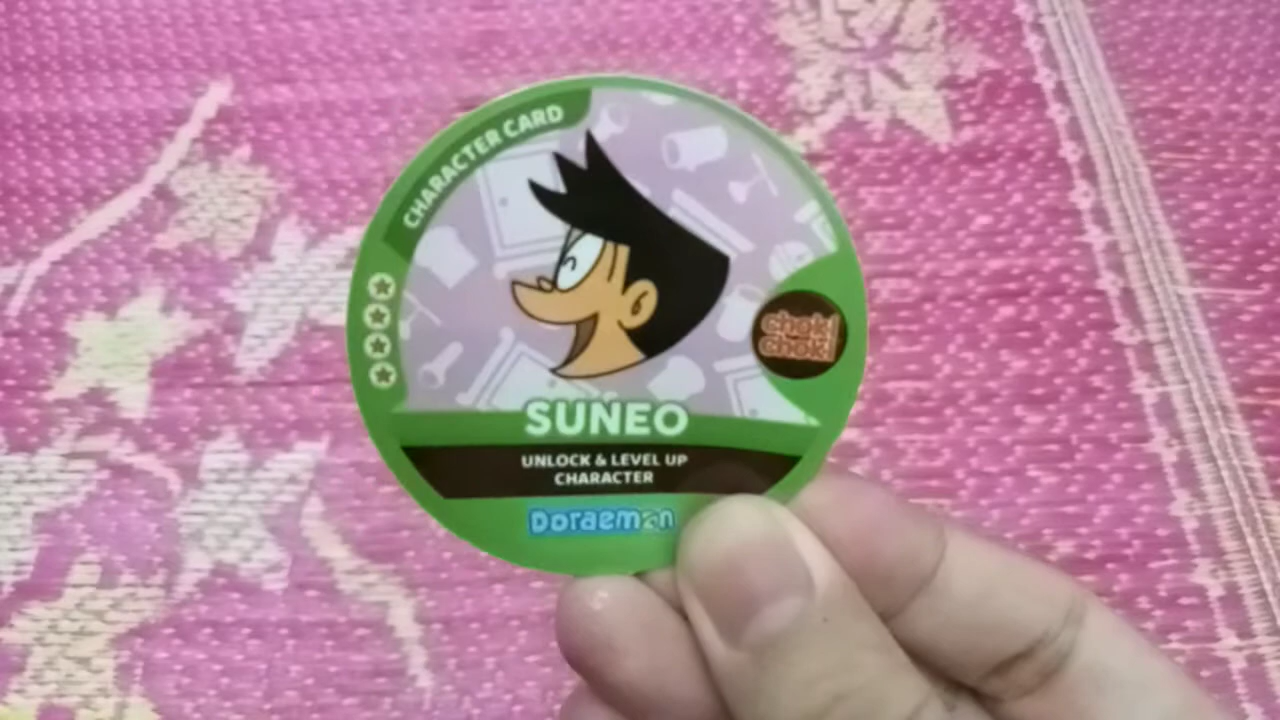 CHARACTER CARD
choki
choki
SUNEO
UNLOCK & LEVEL UP
CHARACTER
Doraemon